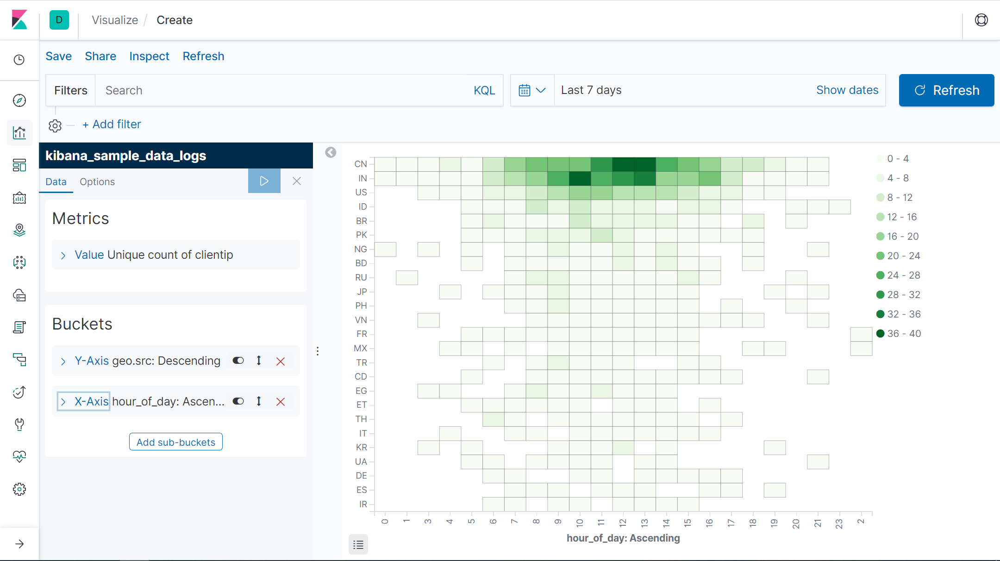 D Visualize / Create
Save Share Inspect Refresh
Filters Search KQL Last 7 days Show dates Refresh
+ Add filter
kibana_sample_data_logs
Data Options
Metrics
Value Unique count of clientip
Buckets
Y-Axis geo.src: Descending
X-Axis hour_of_day: Ascen...
Add sub-buckets
CN
IN
US
ID
BR
PK
NG
BD
RU
JP
PH
VN
FR
MX
TR
CD
EG
ET
TH
IT
KR
UA
DE
ES
IR
0 1 3 4 5 6 7 8 9 10 11 12 13 14 15 16 17 18 19 20 21 23 2
hour_of_day: Ascending
0 - 4
4 - 8
8 - 12
12 - 16
16 - 20
20 - 24
24 - 28
28 - 32
32 - 36
36 - 40